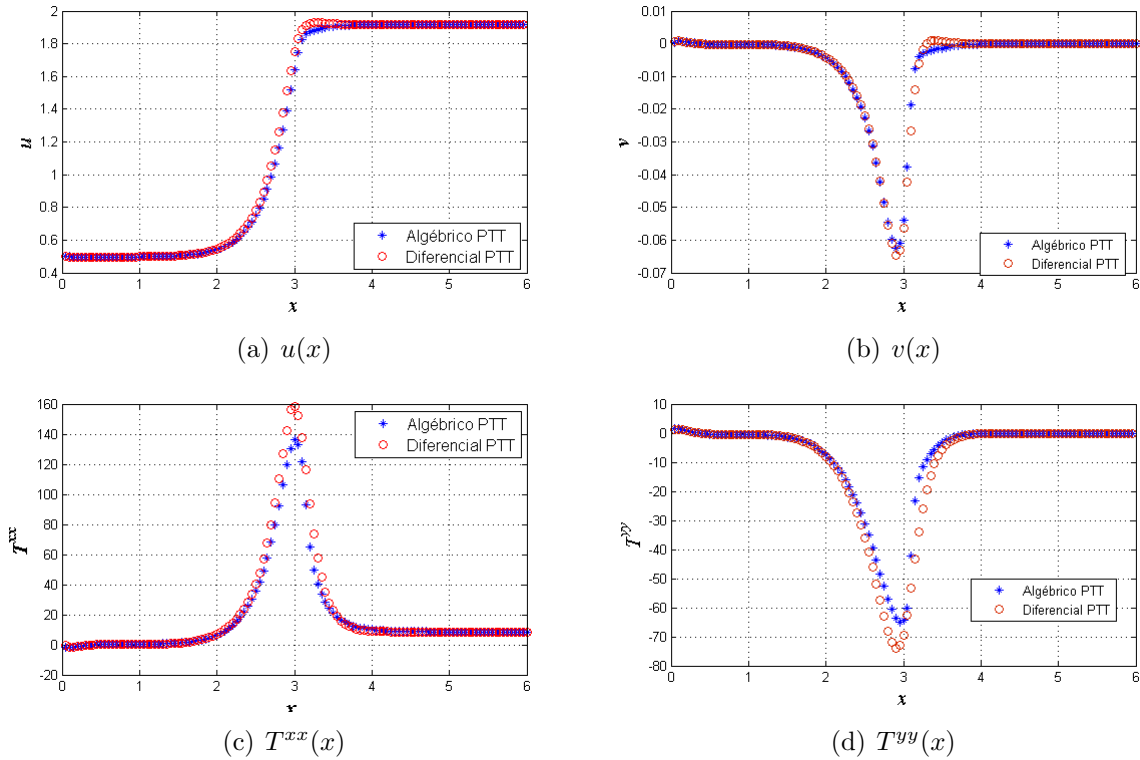 2
1.8
1.6
1.4
1.2
1
0.8
0.6
0.4
u
0 1 2 3 4 5 6
x
Algébrico PTT
Diferencial PTT
(a) u(x)
0.01
0
-0.01
-0.02
-0.03
-0.04
-0.05
-0.06
-0.07
v
0 1 2 3 4 5 6
x
Algébrico PTT
Diferencial PTT
(b) v(x)
160
140
120
100
80
60
40
20
0
-20
T^xx
0 1 2 3 4 5 6
Algébrico PTT
Diferencial PTT
(c) T^{xx}(x)
10
0
-10
-20
-30
-40
-50
-60
-70
-80
T^yy
0 1 2 3 4 5 6
x
Algébrico PTT
Diferencial PTT
(d) T^{yy}(x)